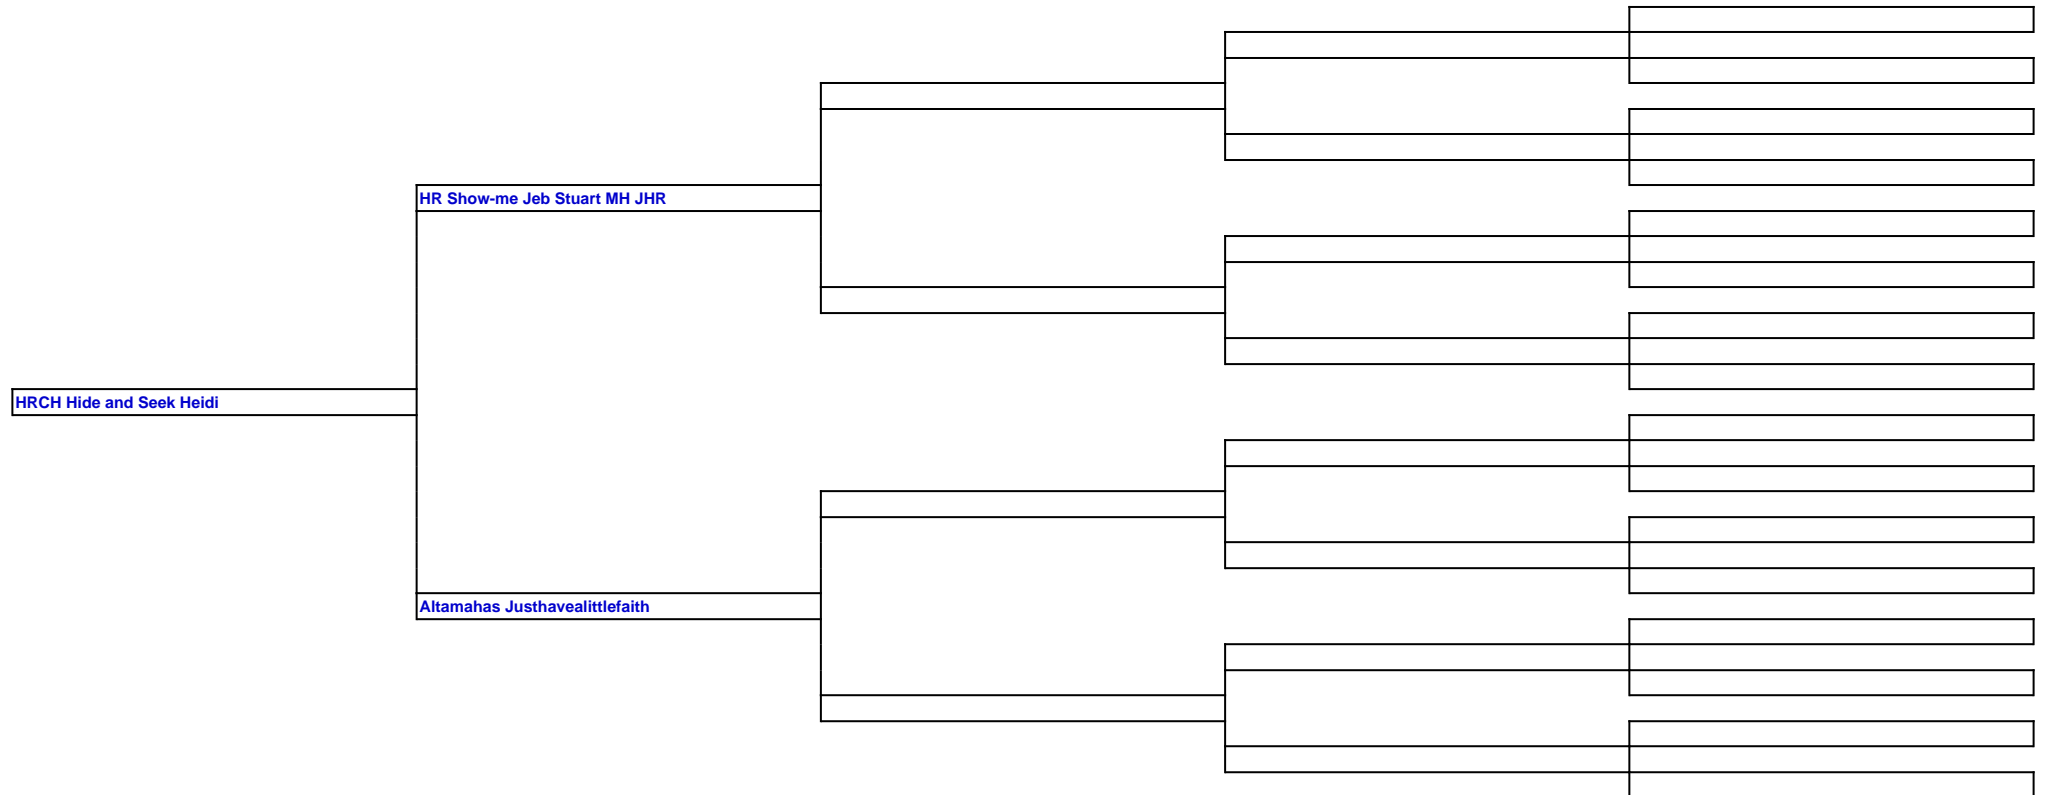 HR Show-me Jeb Stuart MH JHR
HRCH Hide and Seek Heidi
Altamahas Justhavealittlefaith